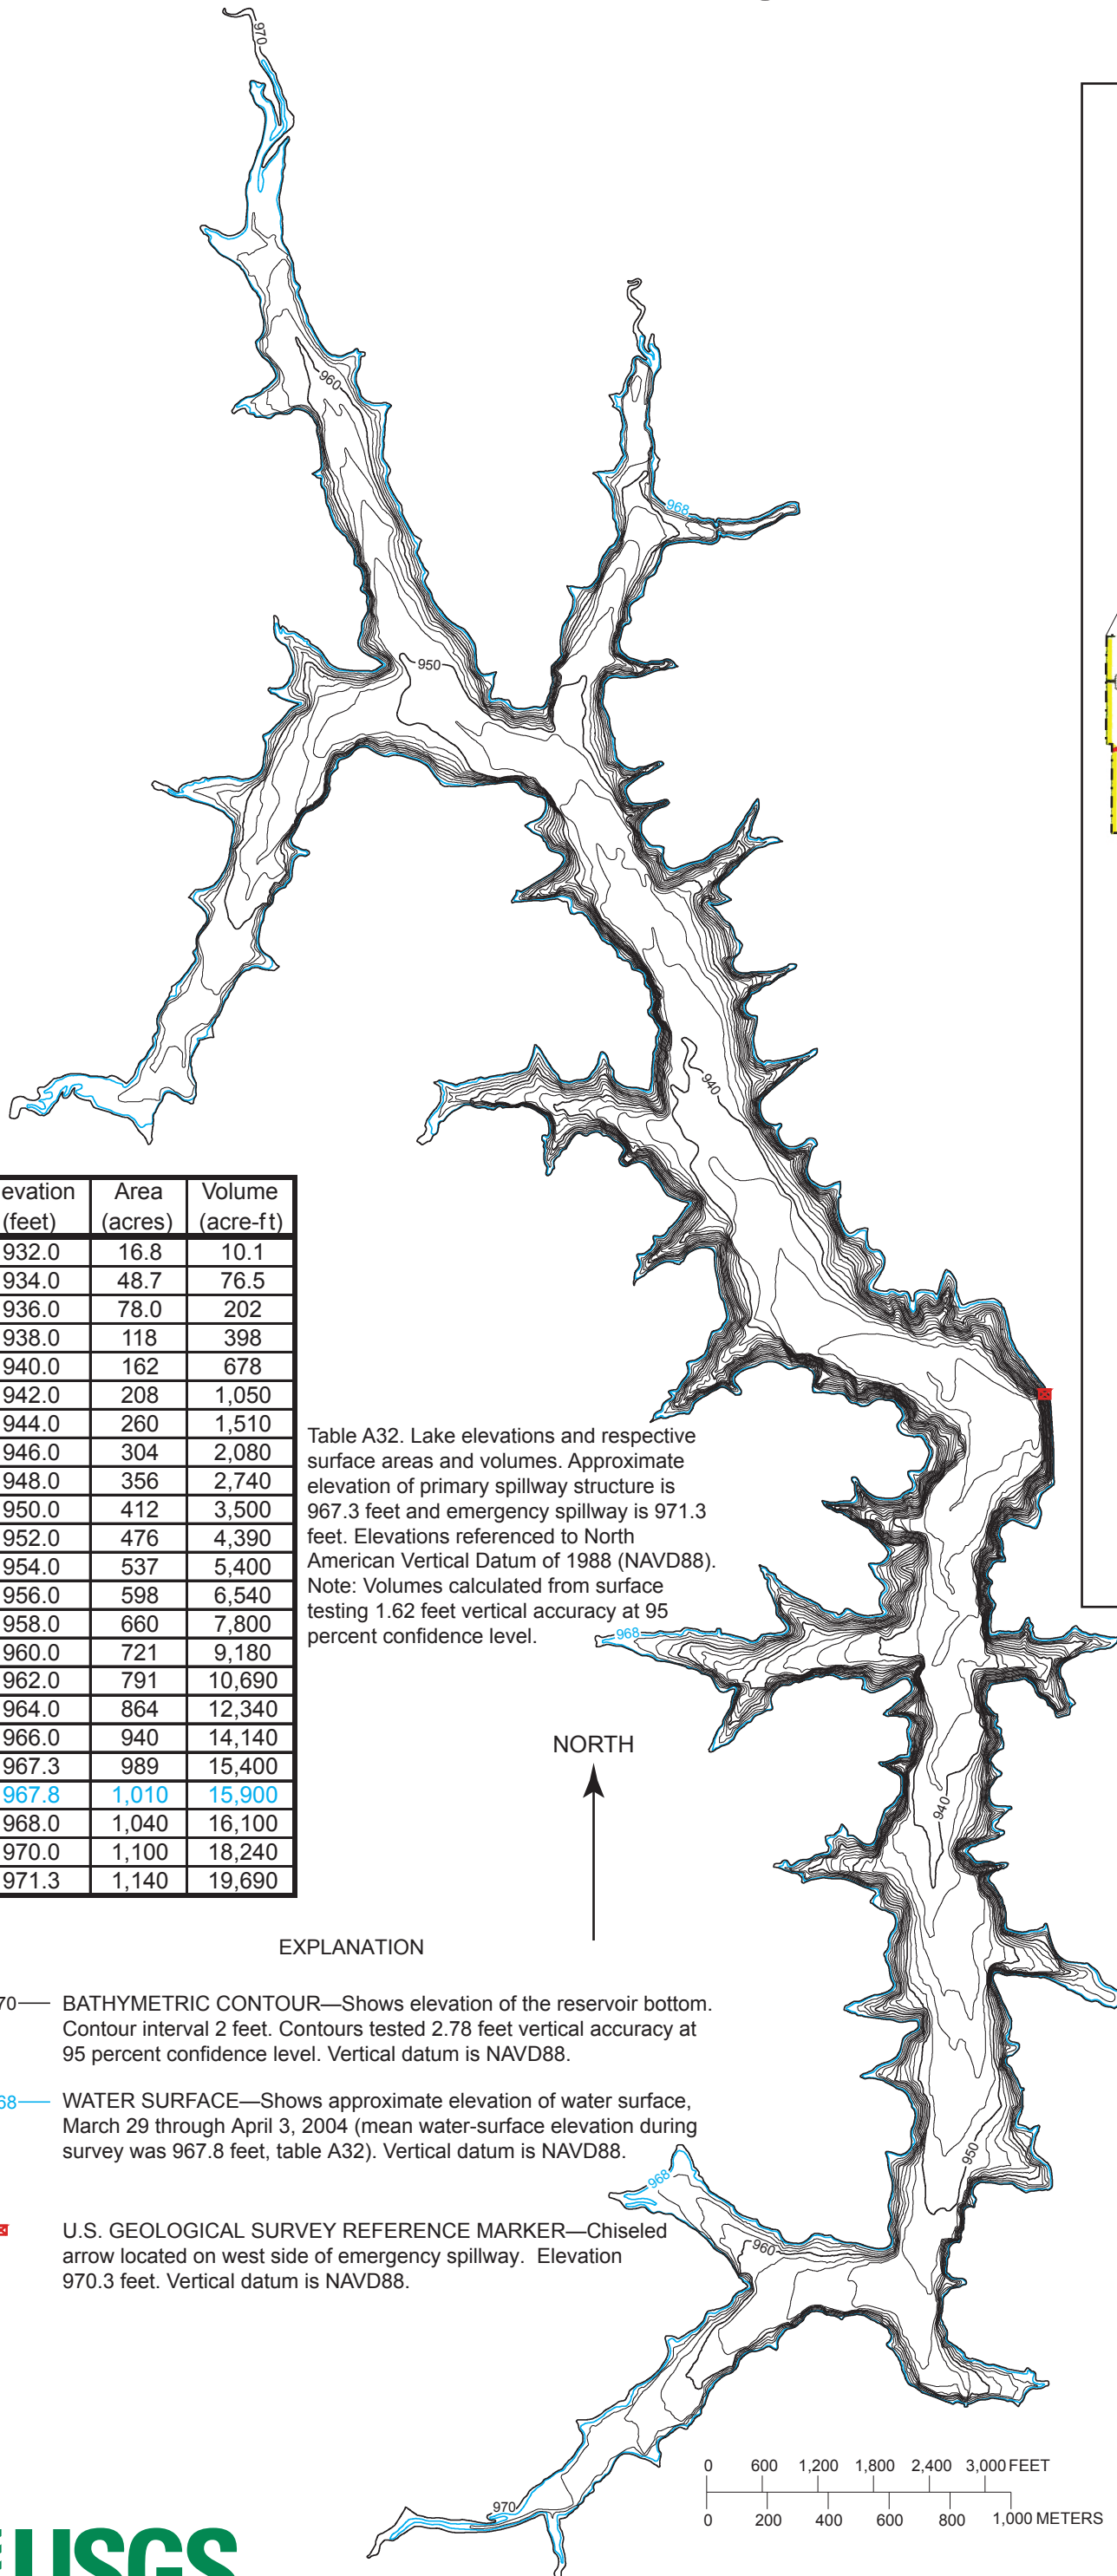 970
960
968
950
940
evation Area Volume
(feet) (acres) (acre-ft)
932.0 16.8 10.1
934.0 48.7 76.5
936.0 78.0 202
938.0 118 398
940.0 162 678
942.0 208 1,050
944.0 260 1,510
946.0 304 2,080
948.0 356 2,740
950.0 412 3,500
952.0 476 4,390
954.0 537 5,400
956.0 598 6,540
958.0 660 7,800
960.0 721 9,180
962.0 791 10,690
964.0 864 12,340
966.0 940 14,140
967.3 989 15,400
967.8 1,010 15,900
968.0 1,040 16,100
970.0 1,100 18,240
971.3 1,140 19,690
Table A32. Lake elevations and respective
surface areas and volumes. Approximate
elevation of primary spillway structure is
967.3 feet and emergency spillway is 971.3
feet. Elevations referenced to North
American Vertical Datum of 1988 (NAVD88).
Note: Volumes calculated from surface
testing 1.62 feet vertical accuracy at 95
percent confidence level.
968
NORTH
940
EXPLANATION
70 BATHYMETRIC CONTOUR—Shows elevation of the reservoir bottom.
Contour interval 2 feet. Contours tested 2.78 feet vertical accuracy at
95 percent confidence level. Vertical datum is NAVD88.
68 WATER SURFACE—Shows approximate elevation of water surface,
March 29 through April 3, 2004 (mean water-surface elevation during
survey was 967.8 feet, table A32). Vertical datum is NAVD88.
950
968
U.S. GEOLOGICAL SURVEY REFERENCE MARKER—Chiseled
arrow located on west side of emergency spillway. Elevation
970.3 feet. Vertical datum is NAVD88.
960
0 600 1,200 1,800 2,400 3,000 FEET
0 200 400 600 800 1,000 METERS
970
USGS